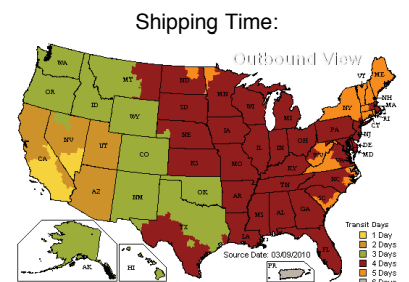 Shipping Time:
Outbound View
WA
MT
ND
MN
VT
ME
OR
ID
WY
SD
WI
MI
NY
NH
MA
RI
CT
NV
UT
CO
NE
IA
IL
IN
OH
PA
NJ
DE
MD
CA
AZ
NM
KS
MO
KY
NC
OK
AR
TN
TX
LA
MS
AL
GA
FL
AK
HI
PR
Source Date: 03/09/2010
Transit Days
1 Day
2 Days
3 Days
4 Days
5 Days
6 Days